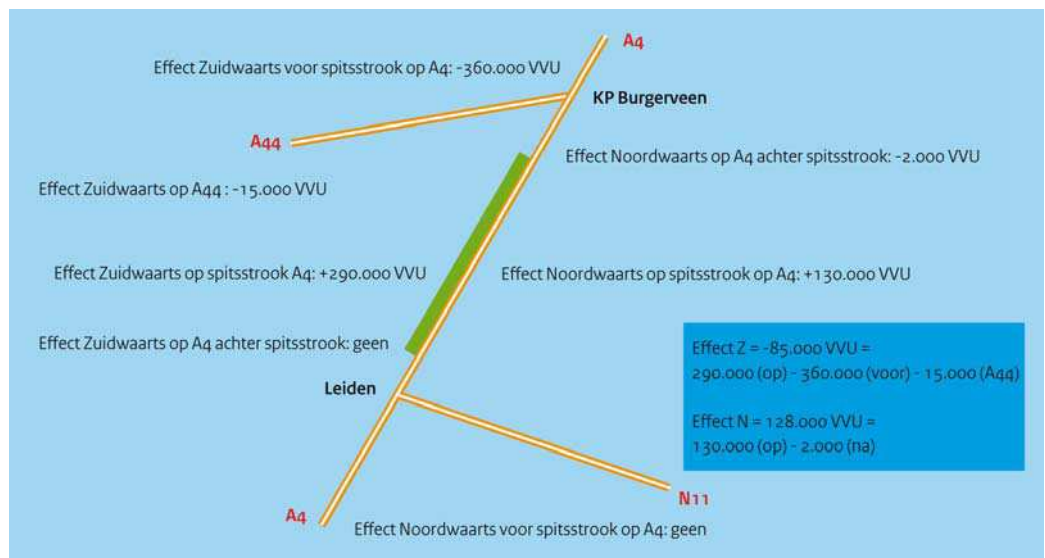 A4
Effect Zuidwaarts voor spitsstrook op A4: -360.000 VVU
KP Burgerveen
A44
Effect Noordwaarts op A4 achter spitsstrook: -2.000 VVU
Effect Zuidwaarts op A44 : -15.000 VVU
Effect Zuidwaarts op spitsstrook A4: +290.000 VVU
Effect Noordwaarts op spitsstrook op A4: +130.000 VVU
Effect Zuidwaarts op A4 achter spitsstrook: geen
Effect Z = -85.000 VVU =
290.000 (op) - 360.000 (voor) - 15.000 (A44)
Leiden
Effect N = 128.000 VVU =
130.000 (op) - 2.000 (na)
N11
A4
Effect Noordwaarts voor spitsstrook op A4: geen